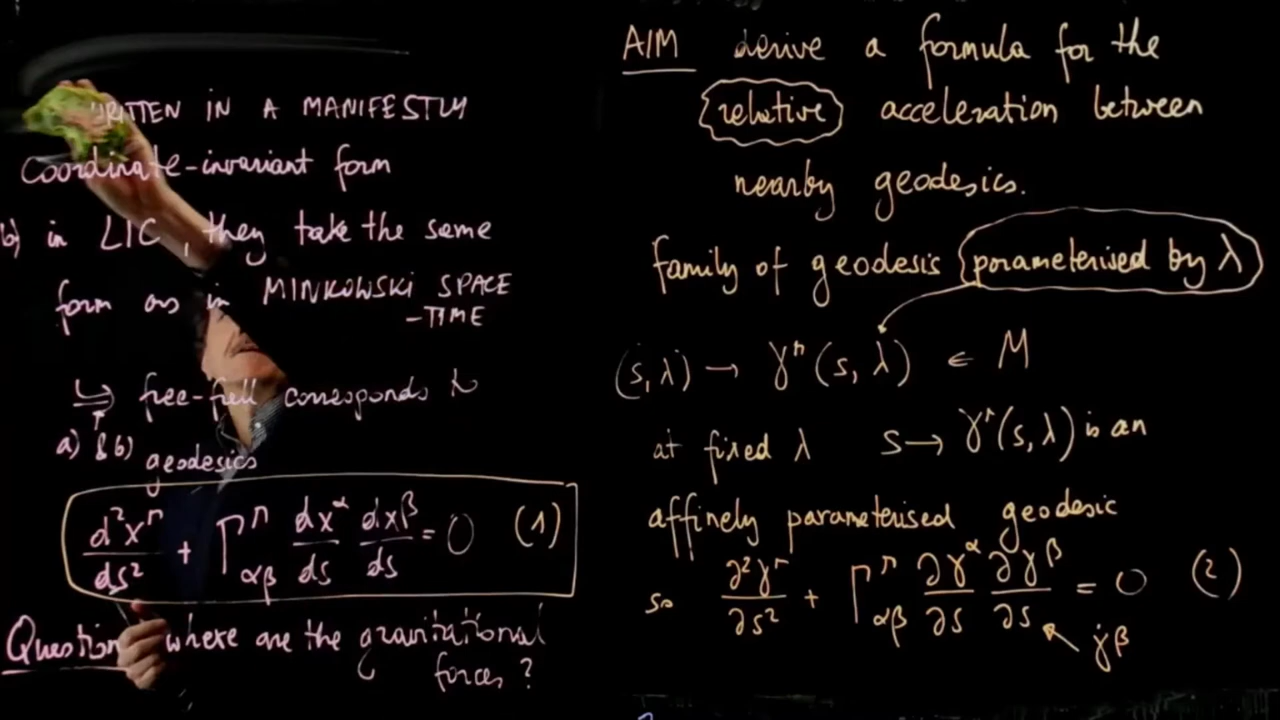 WRITTEN IN A MANIFESTLY
coordinate-invariant form
b) in LIC, they take the same
form as in MINKOWSKI SPACE
-TIME
↳ free-fall corresponds to
↑
a) & b)
geodesics
d²x^μ/ds² + Γ^μ_αβ dx^α/ds dx^β/ds = 0 (1)
Question where are the gravitational
forces?
AIM derive a formula for the
relative acceleration between
nearby geodesics.
family of geodesis parameterised by λ
(s,λ) → γ^μ(s, λ) ∈ M
at fixed λ s → γ^μ(s, λ) is an
affinely parameterised geodesic
so ∂²γ^μ/∂s² + Γ^μ_αβ ∂γ^α/∂s ∂γ^β/∂s = 0 (2)
γ̇^β